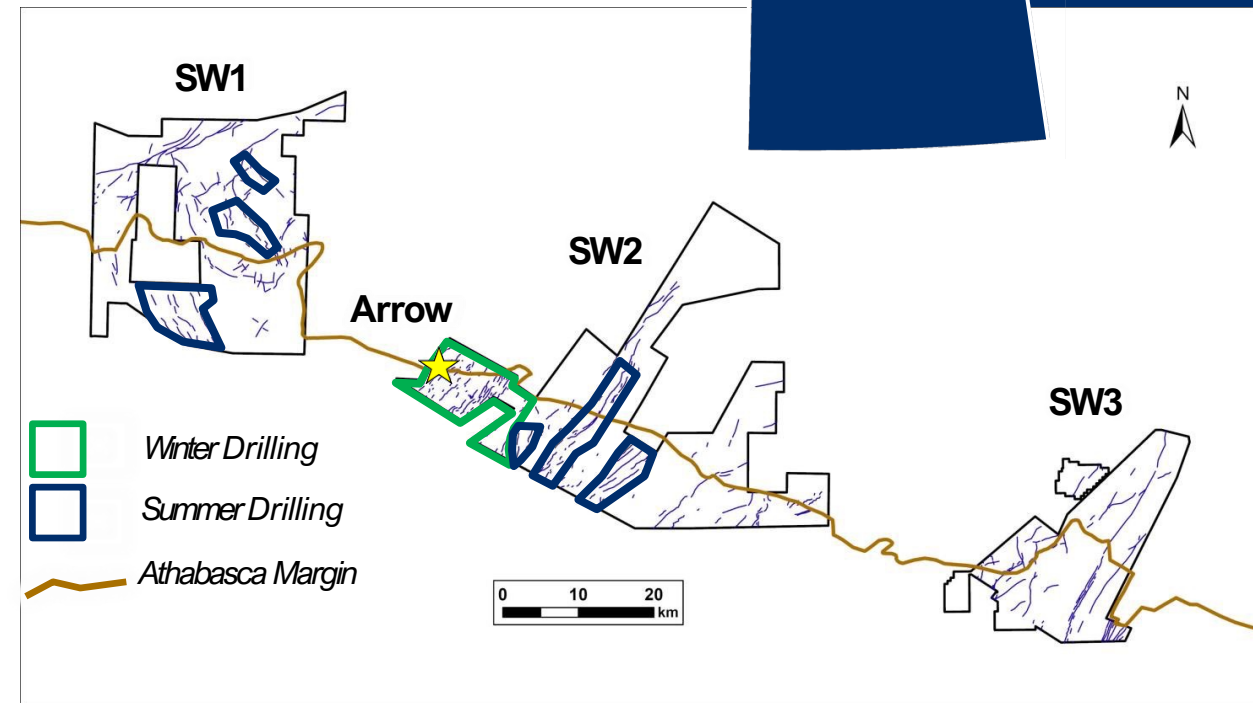 SW1
N
SW2
Arrow
SW3
Winter Drilling
Summer Drilling
Athabasca Margin
0 10 20
km